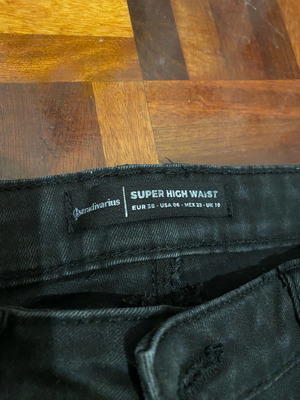 stradivarius
SUPER HIGH WAIST
EUR 38 - USA 06 - MEX 28 - UK 10